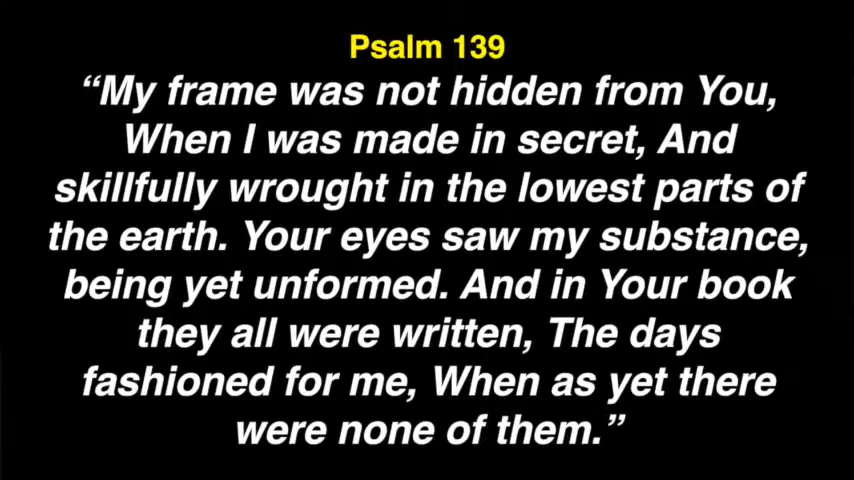 Psalm 139
“My frame was not hidden from You,
When I was made in secret, And
skillfully wrought in the lowest parts of
the earth. Your eyes saw my substance,
being yet unformed. And in Your book
they all were written, The days
fashioned for me, When as yet there
were none of them.”